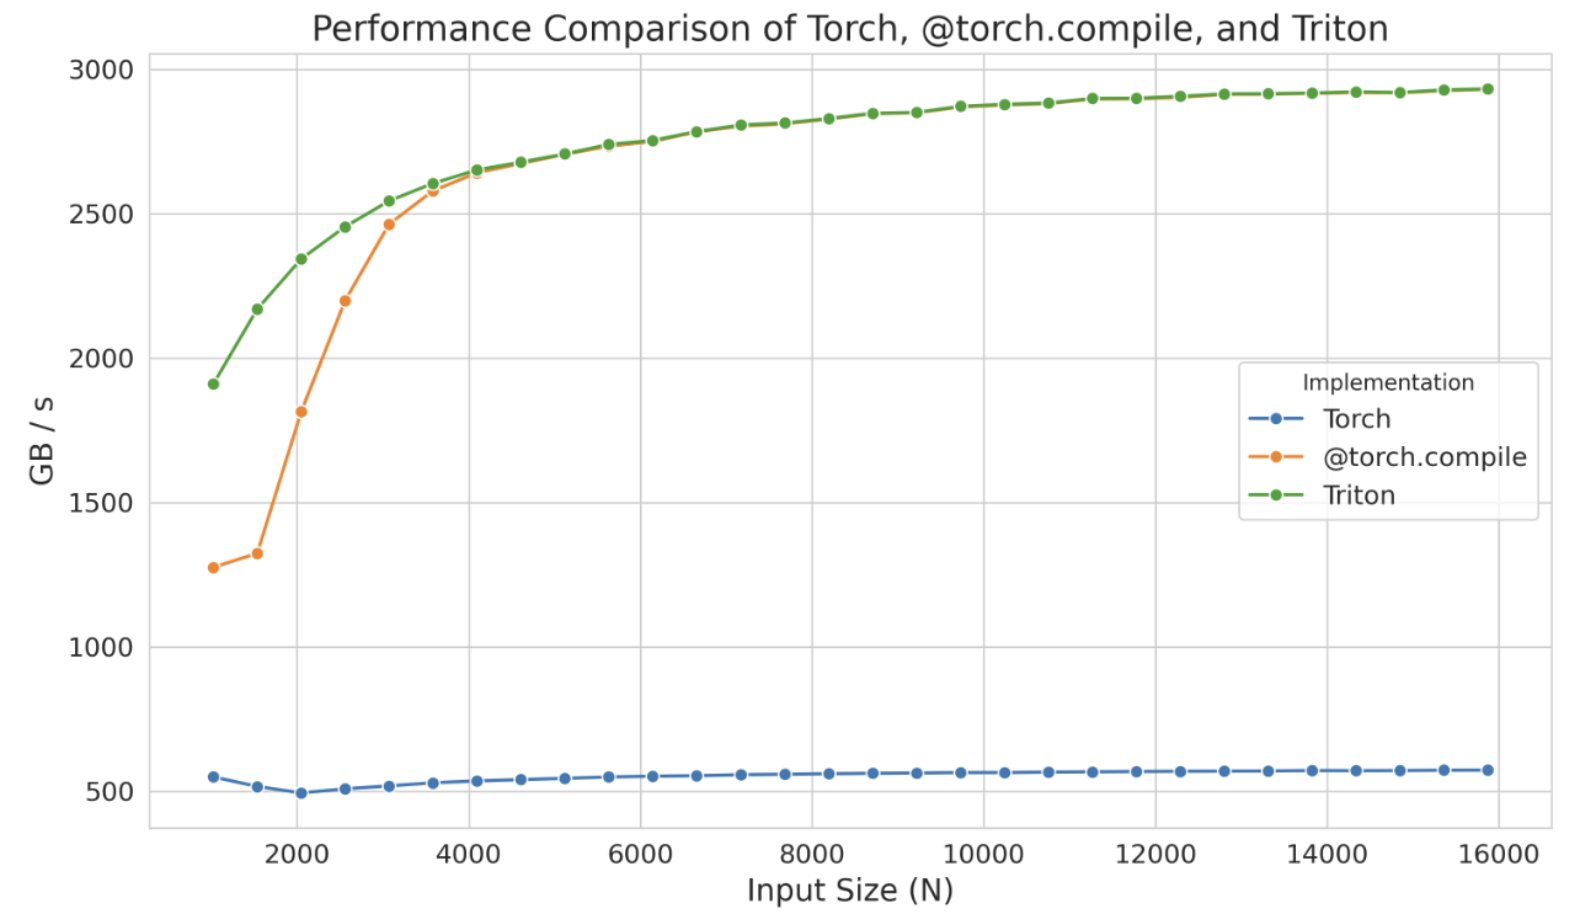 Performance Comparison of Torch, @torch.compile, and Triton
3000
2500
2000
1500
1000
500
GB / s
Implementation
Torch
@torch.compile
Triton
2000 4000 6000 8000 10000 12000 14000 16000
Input Size (N)